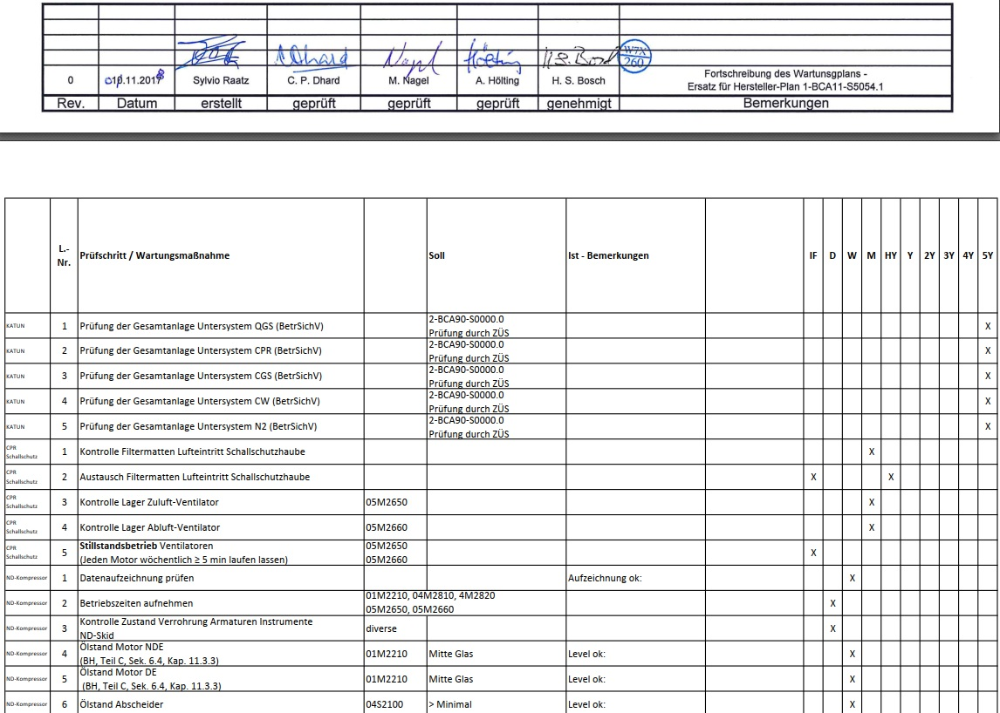 W7X
260
0 01.11.2018 Sylvio Raatz C. P. Dhard M. Nagel A. Hölting H. S. Bosch Fortschreibung des Wartungsplans -
Ersatz für Hersteller-Plan 1-BCA11-S5054.1
Rev. Datum erstellt geprüft geprüft geprüft genehmigt Bemerkungen
L.-
Nr. Prüfschritt / Wartungsmaßnahme Soll Ist - Bemerkungen IF D W M HY Y 2Y 3Y 4Y 5Y
KATUN 1 Prüfung der Gesamtanlage Untersystem QGS (BetrSichV) 2-BCA90-S0000.0 X
Prüfung durch ZÜS
KATUN 2 Prüfung der Gesamtanlage Untersystem CPR (BetrSichV) 2-BCA90-S0000.0 X
Prüfung durch ZÜS
KATUN 3 Prüfung der Gesamtanlage Untersystem CGS (BetrSichV) 2-BCA90-S0000.0 X
Prüfung durch ZÜS
KATUN 4 Prüfung der Gesamtanlage Untersystem CW (BetrSichV) 2-BCA90-S0000.0 X
Prüfung durch ZÜS
KATUN 5 Prüfung der Gesamtanlage Untersystem N2 (BetrSichV) 2-BCA90-S0000.0 X
Prüfung durch ZÜS
CPR
Schallschutz 1 Kontrolle Filtermatten Lufteintritt Schallschutzhaube X
CPR
Schallschutz 2 Austausch Filtermatten Lufteintritt Schallschutzhaube X X
CPR
Schallschutz 3 Kontrolle Lager Zuluft-Ventilator 05M2650 X
CPR
Schallschutz 4 Kontrolle Lager Abluft-Ventilator 05M2660 X
CPR
Schallschutz 5 Stillstandsbetrieb Ventilatoren 05M2650 X
(Jeden Motor wöchentlich ≥ 5 min laufen lassen) 05M2660
ND-Kompressor 1 Datenaufzeichnung prüfen Aufzeichnung ok: X
ND-Kompressor 2 Betriebszeiten aufnehmen 01M2210, 04M2810, 4M2820 X
05M2650, 05M2660
ND-Kompressor 3 Kontrolle Zustand Verrohrung Armaturen Instrumente diverse X
ND-Skid
ND-Kompressor 4 Ölstand Motor NDE 01M2210 Mitte Glas Level ok: X
(BH, Teil C, Sek. 6.4, Kap. 11.3.3)
ND-Kompressor 5 Ölstand Motor DE 01M2210 Mitte Glas Level ok: X
(BH, Teil C, Sek. 6.4, Kap. 11.3.3)
ND-Kompressor 6 Ölstand Abscheider 04S2100 > Minimal Level ok: X